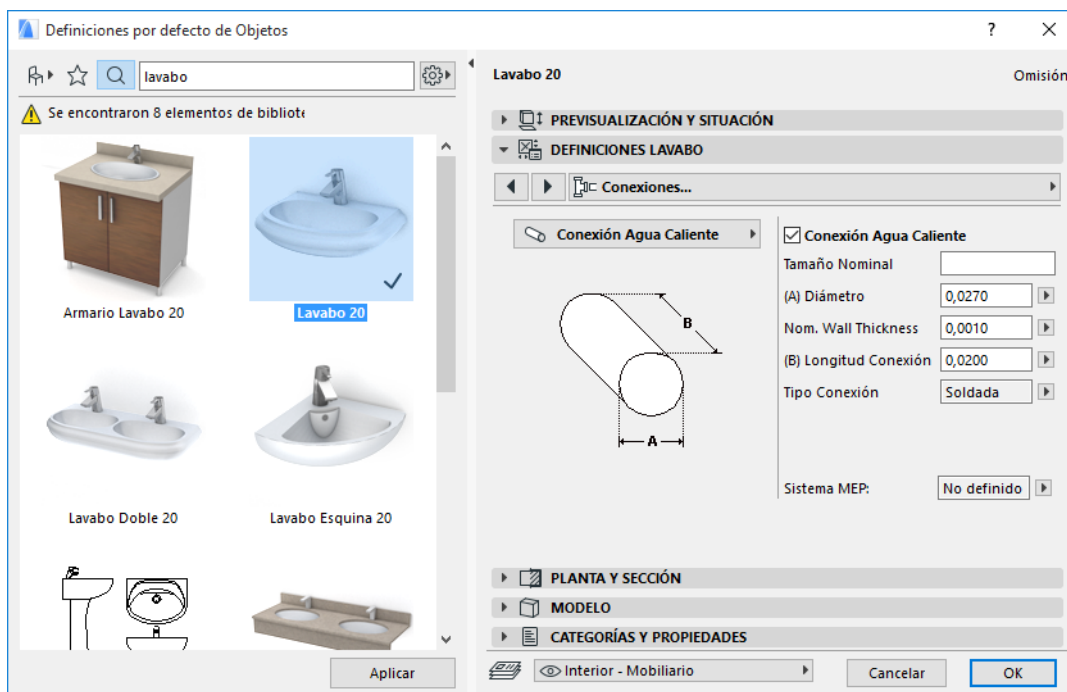 Definiciones por defecto de Objetos
?
lavabo
Se encontraron 8 elementos de bibliote
Armario Lavabo 20
Lavabo 20
Lavabo Doble 20
Lavabo Esquina 20
Aplicar
Lavabo 20
Omisión
PREVISUALIZACIÓN Y SITUACIÓN
DEFINICIONES LAVABO
Conexiones...
Conexión Agua Caliente
B
A
Conexión Agua Caliente
Tamaño Nominal
(A) Diámetro 0,0270
Nom. Wall Thickness 0,0010
(B) Longitud Conexión 0,0200
Tipo Conexión Soldada
Sistema MEP: No definido
PLANTA Y SECCIÓN
MODELO
CATEGORÍAS Y PROPIEDADES
Interior - Mobiliario
Cancelar
OK